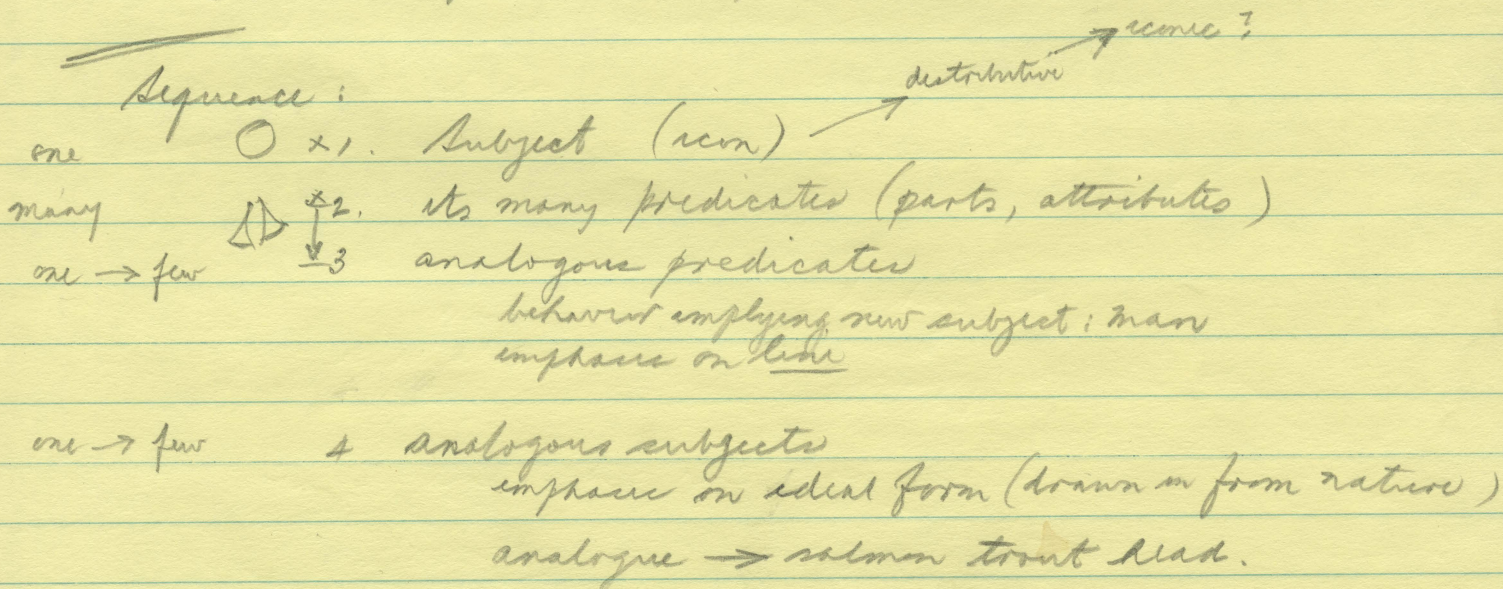 iconic?
distributive
Sequence:
one x 1. Subject (icon)
many x 2. its many predicates (parts, attributes)
one → few – 3 analogous predicates
behavior implying new subject: man
emphasis on line
one → few 4 analogous subjects
emphasis on ideal form (drawn in from nature)
analogue → salmon trout head.